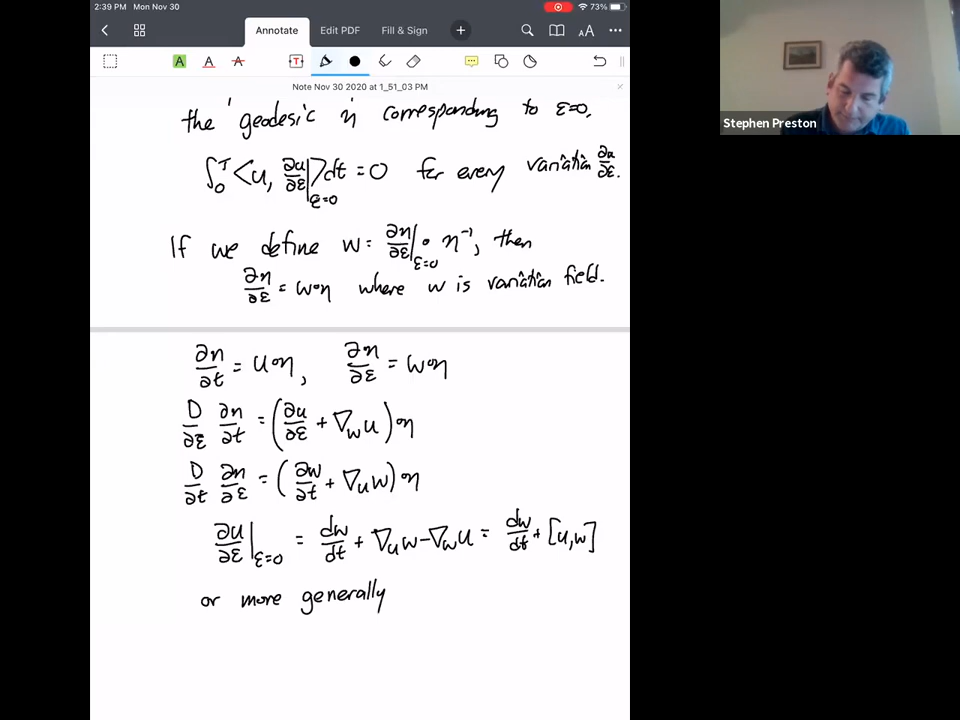 2:39 PM Mon Nov 30
73%
Annotate
Edit PDF
Fill & Sign
AA
A A A T
Note Nov 30 2020 at 1_51_03 PM
the 'geodesic' η corresponding to ε=0,
∫₀ᵀ <u, ∂u/∂ε|_{ε=0}> dt = 0 for every variation ∂u/∂ε.
If we define w = ∂η/∂ε|_{ε=0} ∘ η⁻¹, then
∂η/∂ε = w∘η where w is variation field.
∂η/∂t = u∘η, ∂η/∂ε = w∘η
D/∂ε ∂η/∂t = (∂u/∂ε + ∇_w u)∘η
D/∂t ∂η/∂ε = (∂w/∂t + ∇_u w)∘η
∂u/∂ε|_{ε=0} = dw/dt + ∇_u w − ∇_w u = dw/dt + [u,w]
or more generally
Stephen Preston